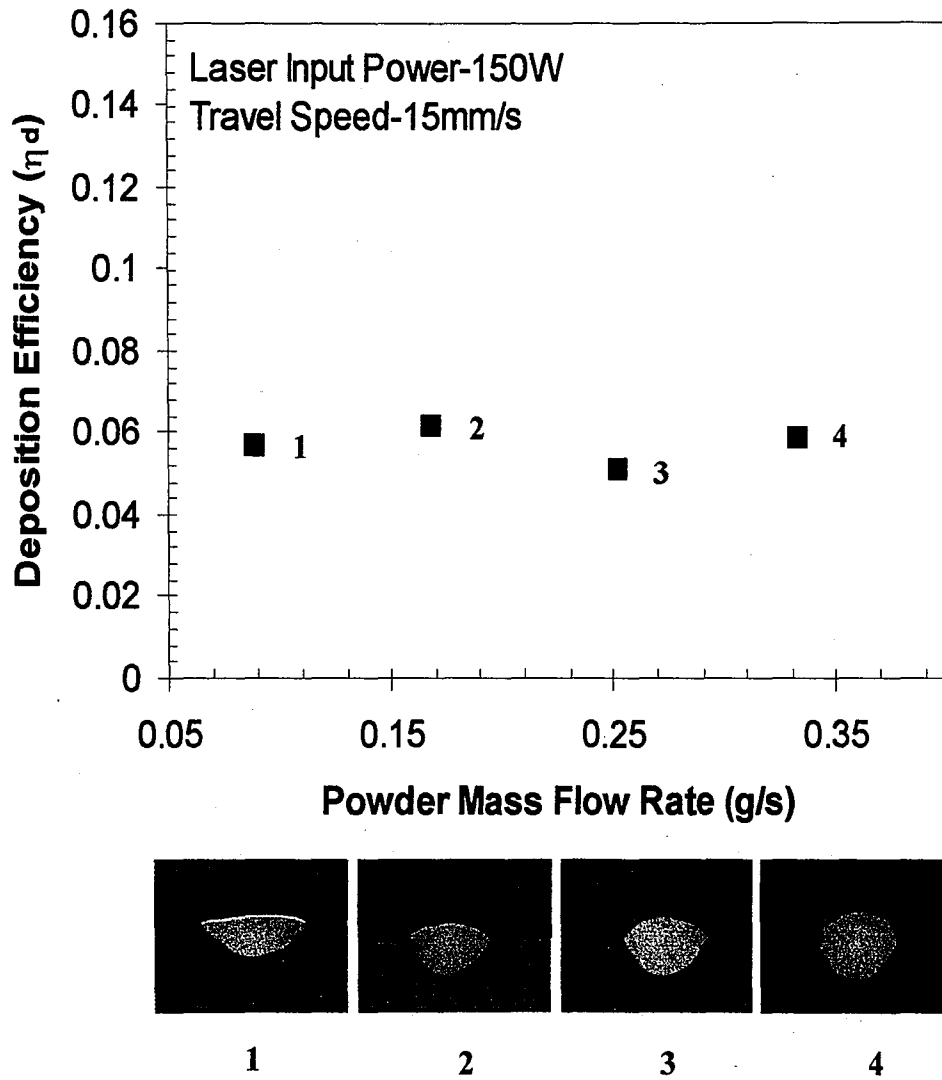 0.16
0.14
0.12
0.1
0.08
0.06
0.04
0.02
0
Deposition Efficiency (ηd)
Laser Input Power-150W
Travel Speed-15mm/s
1
2
3
4
0.05 0.15 0.25 0.35
Powder Mass Flow Rate (g/s)
1 2 3 4